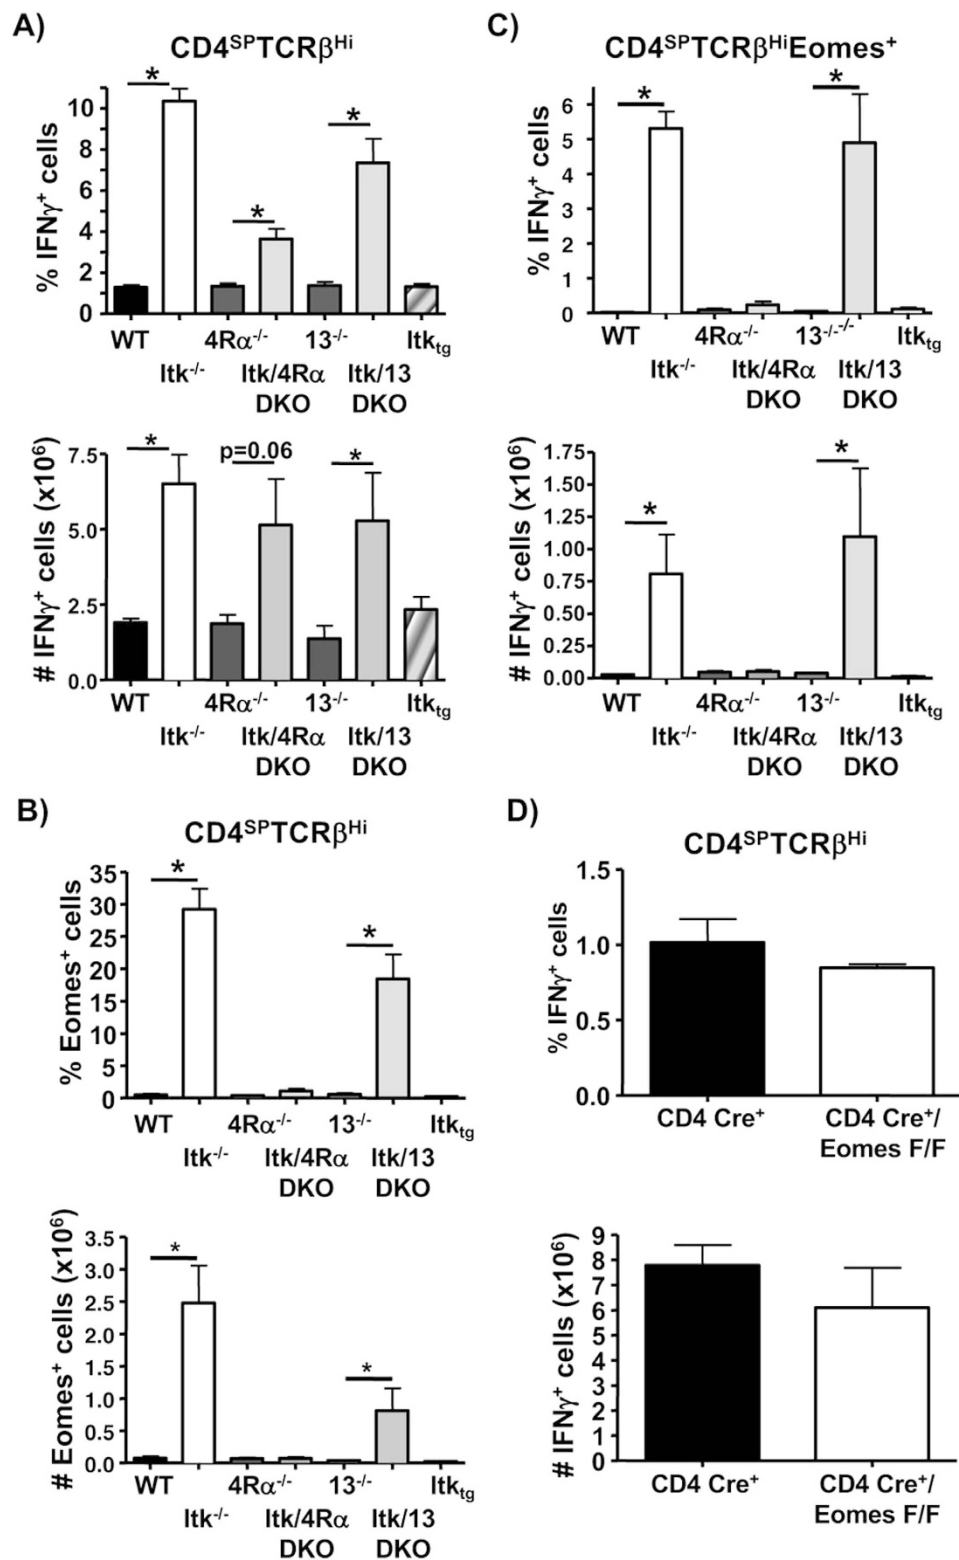 A)
CD4ˢᴾTCRβᴴⁱ
*
*
*
% IFNγ⁺ cells
10
8
6
4
2
0
WT 4Rα⁻/⁻ 13⁻/⁻ Itktg
Itk⁻/⁻ Itk/4Rα Itk/13
DKO DKO
*
p=0.06
*
# IFNγ⁺ cells (x10⁶)
7.5
5.0
2.5
0.0
WT 4Rα⁻/⁻ 13⁻/⁻ Itktg
Itk⁻/⁻ Itk/4Rα Itk/13
DKO DKO
B)
CD4ˢᴾTCRβᴴⁱ
*
*
% Eomes⁺ cells
35
30
25
20
15
10
5
0
WT 4Rα⁻/⁻ 13⁻/⁻ Itktg
Itk⁻/⁻ Itk/4Rα Itk/13
DKO DKO
*
*
# Eomes⁺ cells (x10⁶)
3.5
3.0
2.5
2.0
1.5
1.0
0.5
0.0
WT 4Rα⁻/⁻ 13⁻/⁻ Itktg
Itk⁻/⁻ Itk/4Rα Itk/13
DKO DKO
C)
CD4ˢᴾTCRβᴴⁱEomes⁺
*
*
% IFNγ⁺ cells
6
5
4
3
2
1
0
WT 4Rα⁻/⁻ 13⁻/⁻⁻/⁻ Itktg
Itk⁻/⁻ Itk/4Rα Itk/13
DKO DKO
*
*
# IFNγ⁺ cells (x10⁶)
1.75
1.50
1.25
1.00
0.75
0.50
0.25
0.00
WT 4Rα⁻/⁻ 13⁻/⁻ Itktg
Itk⁻/⁻ Itk/4Rα Itk/13
DKO DKO
D)
CD4ˢᴾTCRβᴴⁱ
% IFNγ⁺ cells
1.5
1.0
0.5
0.0
CD4 Cre⁺ CD4 Cre⁺/
Eomes F/F
# IFNγ⁺ cells (x10⁶)
9
8
7
6
5
4
3
2
1
0
CD4 Cre⁺ CD4 Cre⁺/
Eomes F/F